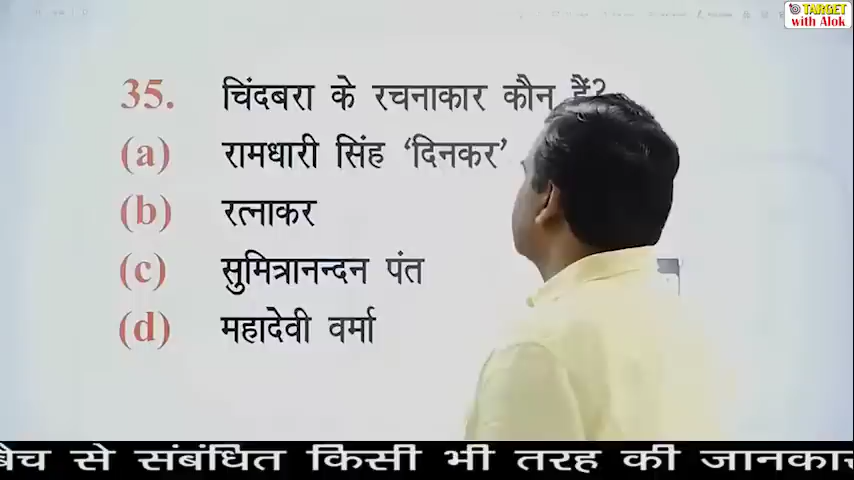 TARGET
with Alok
35. चिंदबरा के रचनाकार कौन हैं?
(a) रामधारी सिंह ‘दिनकर’
(b) रत्नाकर
(c) सुमित्रानन्दन पंत
(d) महादेवी वर्मा
बैच से संबंधित किसी भी तरह की जानकार